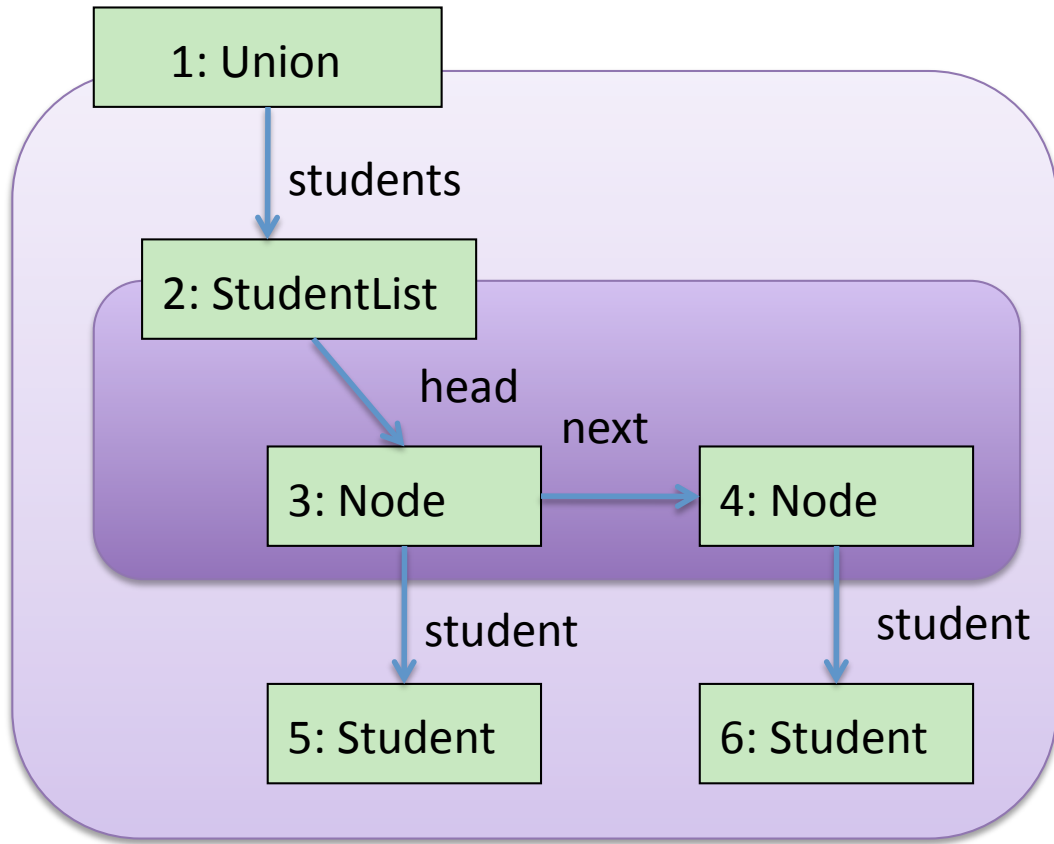 1: Union
students
2: StudentList
head
next
3: Node
4: Node
student
student
5: Student
6: Student